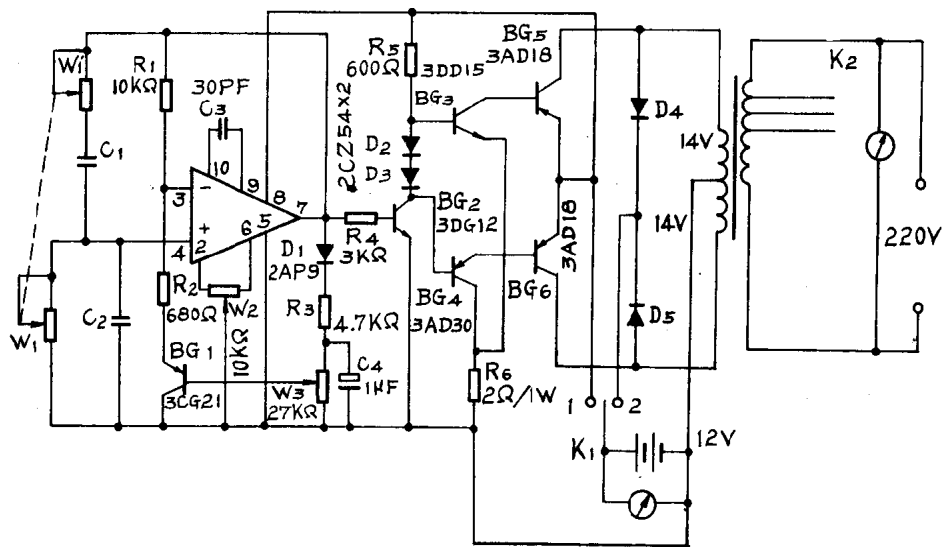 W1
R1
10KΩ
30PF
C3
C1
10
9
8
7
3
−
+
4
2
6
5
R2
680Ω
W2
10KΩ
W1
C2
BG1
3CG21
D1
2AP9
R3
4.7KΩ
W3
27KΩ
C4
1μF
R4
3KΩ
2CZ54×2
R5
600Ω
D2
D3
3DD15
BG3
BG2
3DG12
BG4
3AD30
BG5
3AD18
3AD18
BG6
R6
2Ω/1W
D4
D5
14V
14V
K2
220V
1
2
K1
12V